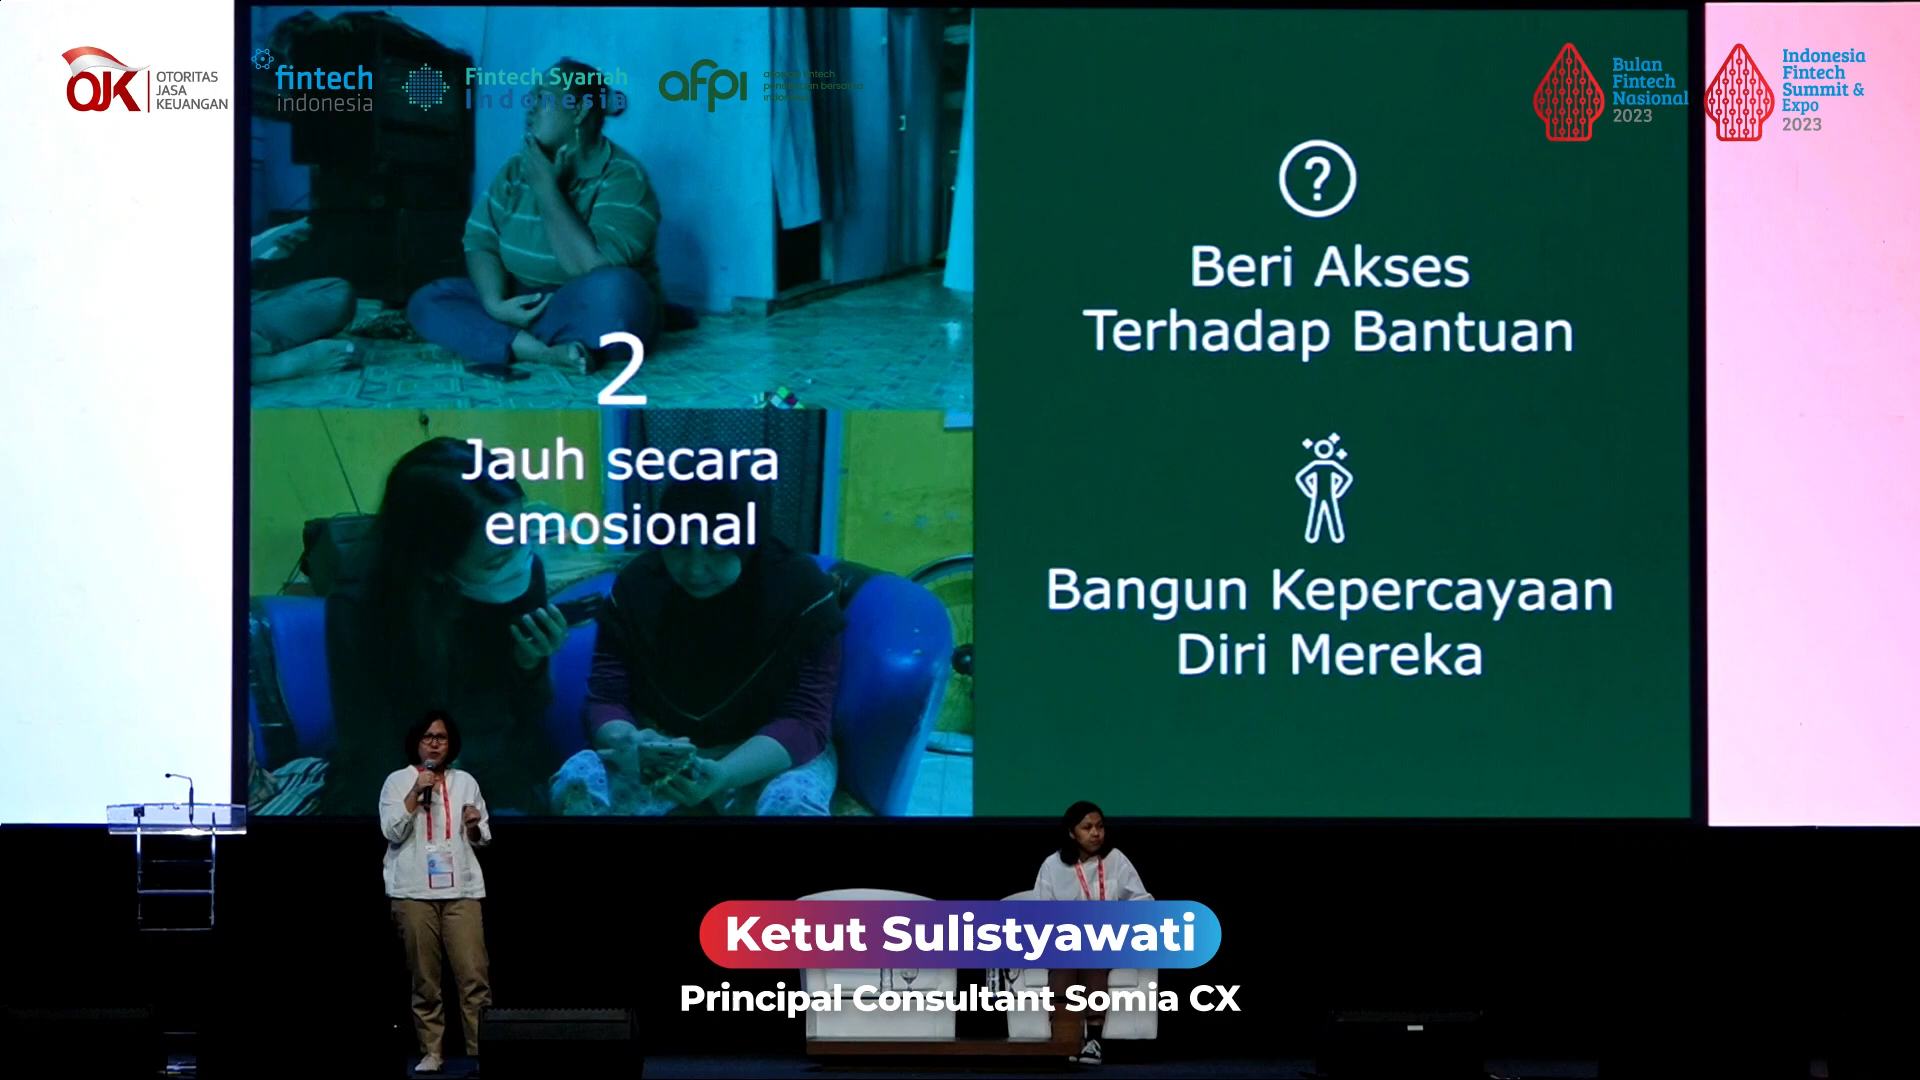 OJK
OTORITAS
JASA
KEUANGAN
fintech
indonesia
Fintech Syariah
Indonesia
afpi
Bulan
Fintech
Nasional
2023
Indonesia
Fintech
Summit &
Expo
2023
2
Jauh secara
emosional
?
Beri Akses
Terhadap Bantuan
Bangun Kepercayaan
Diri Mereka
Ketut Sulistyawati
Principal Consultant Somia CX